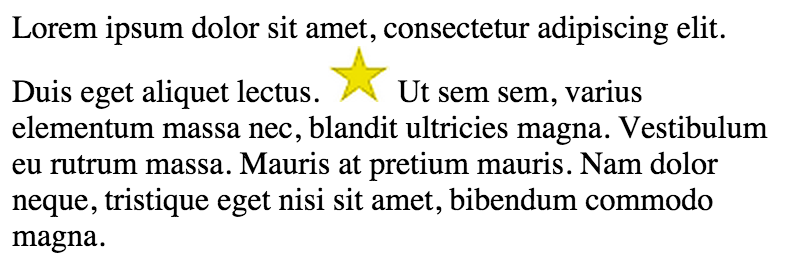 Lorem ipsum dolor sit amet, consectetur adipiscing elit.
Duis eget aliquet lectus. Ut sem sem, varius
elementum massa nec, blandit ultricies magna. Vestibulum
eu rutrum massa. Mauris at pretium mauris. Nam dolor
neque, tristique eget nisi sit amet, bibendum commodo
magna.